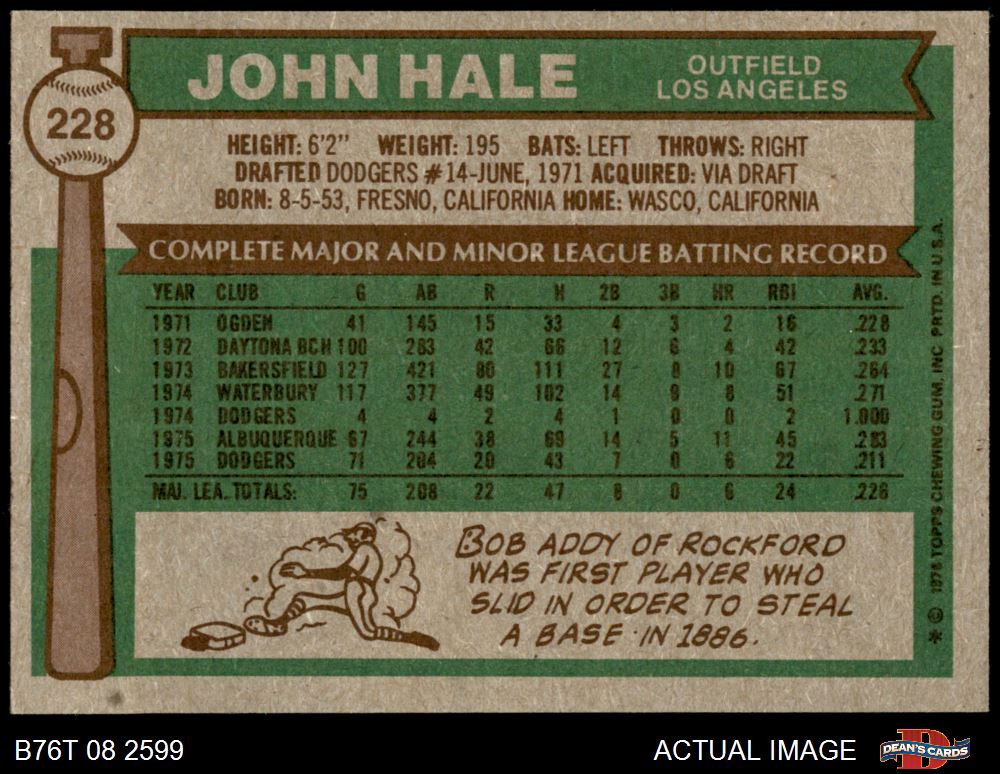 228
JOHN HALE
OUTFIELD
LOS ANGELES
HEIGHT: 6'2" WEIGHT: 195 BATS: LEFT THROWS: RIGHT
DRAFTED DODGERS #14-JUNE, 1971 ACQUIRED: VIA DRAFT
BORN: 8-5-53, FRESNO, CALIFORNIA HOME: WASCO, CALIFORNIA
COMPLETE MAJOR AND MINOR LEAGUE BATTING RECORD
YEAR CLUB G AB R H 2B 3B HR RBI AVG.
1971 OGDEN 41 145 15 33 4 3 2 16 .228
1972 DAYTONA BCH 100 283 42 66 12 6 4 42 .233
1973 BAKERSFIELD 127 421 80 111 27 8 10 67 .264
1974 WATERBURY 117 377 49 102 14 9 8 51 .271
1974 DODGERS 4 4 2 4 1 0 0 2 1.000
1975 ALBUQUERQUE 67 244 38 69 14 5 11 45 .283
1975 DODGERS 71 204 20 43 7 0 6 22 .211
MAJ. LEA. TOTALS: 75 208 22 47 8 0 6 24 .226
BOB ADDY OF ROCKFORD
WAS FIRST PLAYER WHO
SLID IN ORDER TO STEAL
A BASE IN 1886.
* © 1976 TOPPS CHEWING GUM, INC. PRTD. IN U.S.A.
B76T 08 2599
ACTUAL IMAGE
DEAN'S CARDS